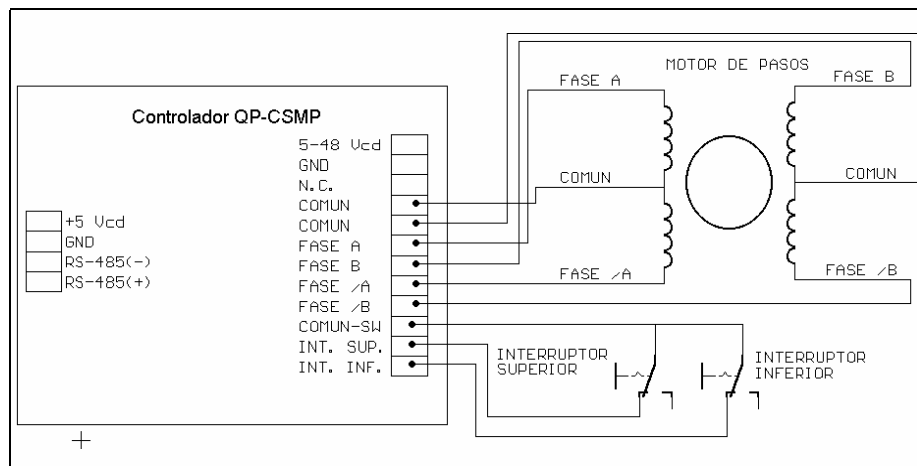 Controlador QP-CSMP
+5 Vcd
GND
RS-485(-)
RS-485(+)
5-48 Vcd
GND
N.C.
COMUN
COMUN
FASE A
FASE B
FASE /A
FASE /B
COMUN-SW
INT. SUP.
INT. INF.
MOTOR DE PASOS
FASE A
COMUN
FASE /A
FASE B
COMUN
FASE /B
INTERRUPTOR
SUPERIOR
INTERRUPTOR
INFERIOR